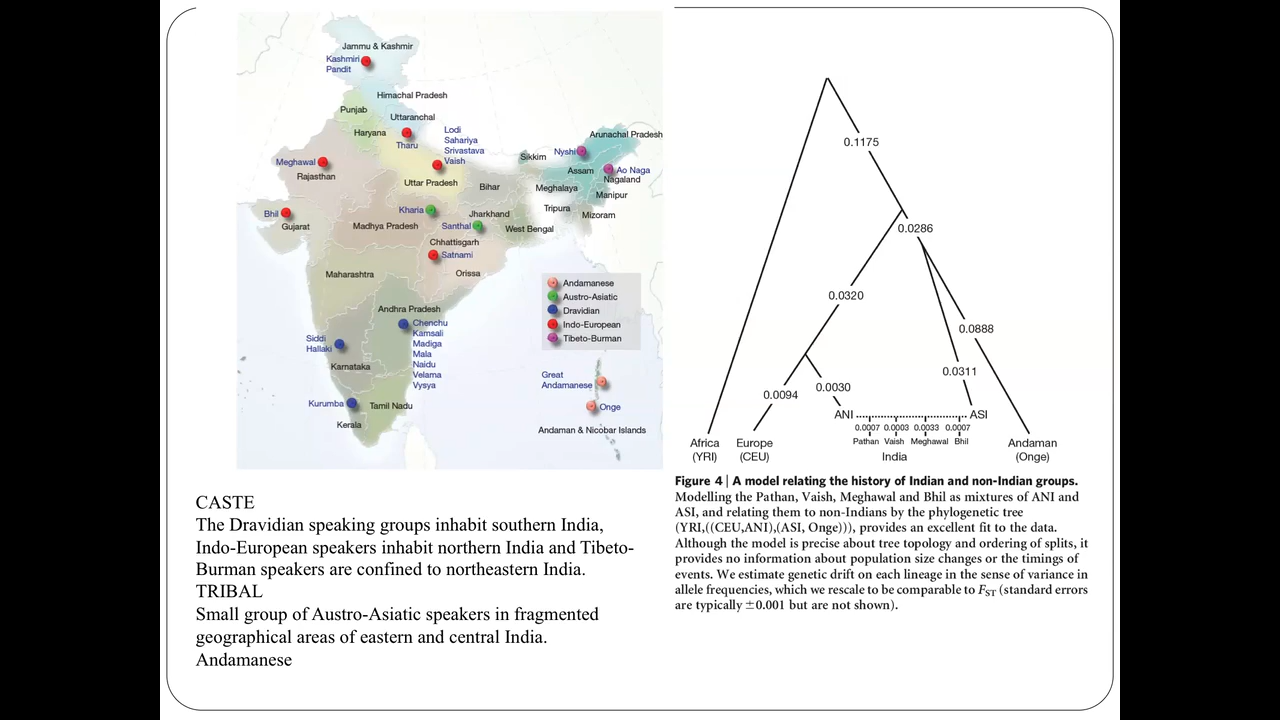 Jammu & Kashmir
Kashmiri
Pandit
Himachal Pradesh
Punjab
Uttaranchal
Haryana
Tharu
Lodi
Sahariya
Srivastava
Vaish
Arunachal Pradesh
Nyshi
Sikkim
Meghawal
Rajasthan
Uttar Pradesh
Bihar
Assam
Ao Naga
Nagaland
Meghalaya
Manipur
Bhil
Gujarat
Kharia
Jharkhand
Tripura
Mizoram
Madhya Pradesh
Santhal
West Bengal
Chhattisgarh
Satnami
Maharashtra
Orissa
Andamanese
Austro-Asiatic
Dravidian
Indo-European
Tibeto-Burman
Andhra Pradesh
Chenchu
Kamsali
Madiga
Mala
Naidu
Velama
Vysya
Siddi
Hallaki
Karnataka
Great
Andamanese
Kurumba
Tamil Nadu
Onge
Kerala
Andaman & Nicobar Islands
CASTE
The Dravidian speaking groups inhabit southern India,
Indo-European speakers inhabit northern India and Tibeto-
Burman speakers are confined to northeastern India.
TRIBAL
Small group of Austro-Asiatic speakers in fragmented
geographical areas of eastern and central India.
Andamanese
0.1175
0.0286
0.0320
0.0888
0.0311
0.0094
0.0030
ANI
ASI
0.0007 0.0003 0.0033 0.0007
Pathan Vaish Meghawal Bhil
Africa
(YRI)
Europe
(CEU)
India
Andaman
(Onge)
Figure 4 | A model relating the history of Indian and non-Indian groups.
Modelling the Pathan, Vaish, Meghawal and Bhil as mixtures of ANI and
ASI, and relating them to non-Indians by the phylogenetic tree
(YRI,((CEU,ANI),(ASI, Onge))), provides an excellent fit to the data.
Although the model is precise about tree topology and ordering of splits, it
provides no information about population size changes or the timings of
events. We estimate genetic drift on each lineage in the sense of variance in
allele frequencies, which we rescale to be comparable to FST (standard errors
are typically ±0.001 but are not shown).